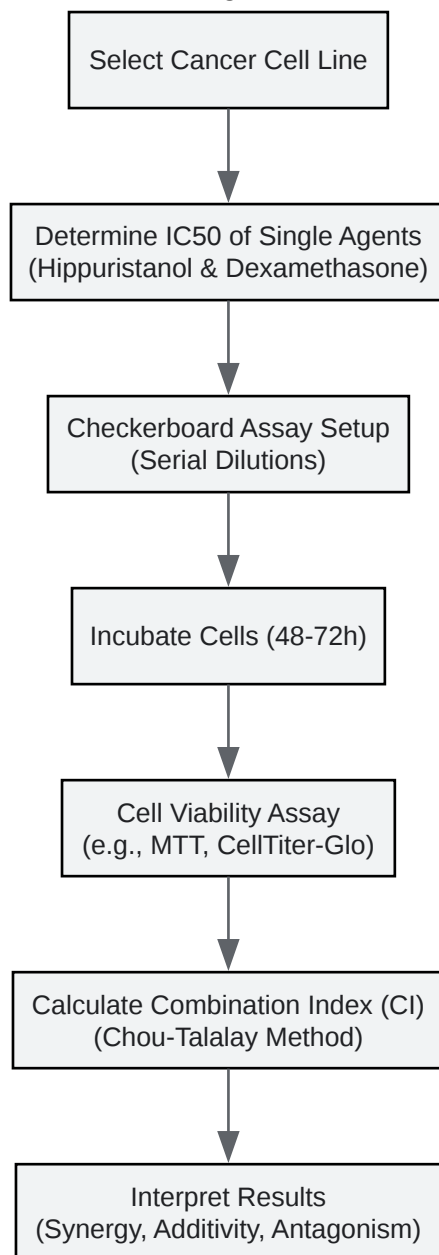 Select Cancer Cell Line
Determine IC50 of Single Agents
(Hippuristanol & Dexamethasone)
Checkerboard Assay Setup
(Serial Dilutions)
Incubate Cells (48-72h)
Cell Viability Assay
(e.g., MTT, CellTiter-Glo)
Calculate Combination Index (CI)
(Chou-Talalay Method)
Interpret Results
(Synergy, Additivity, Antagonism)